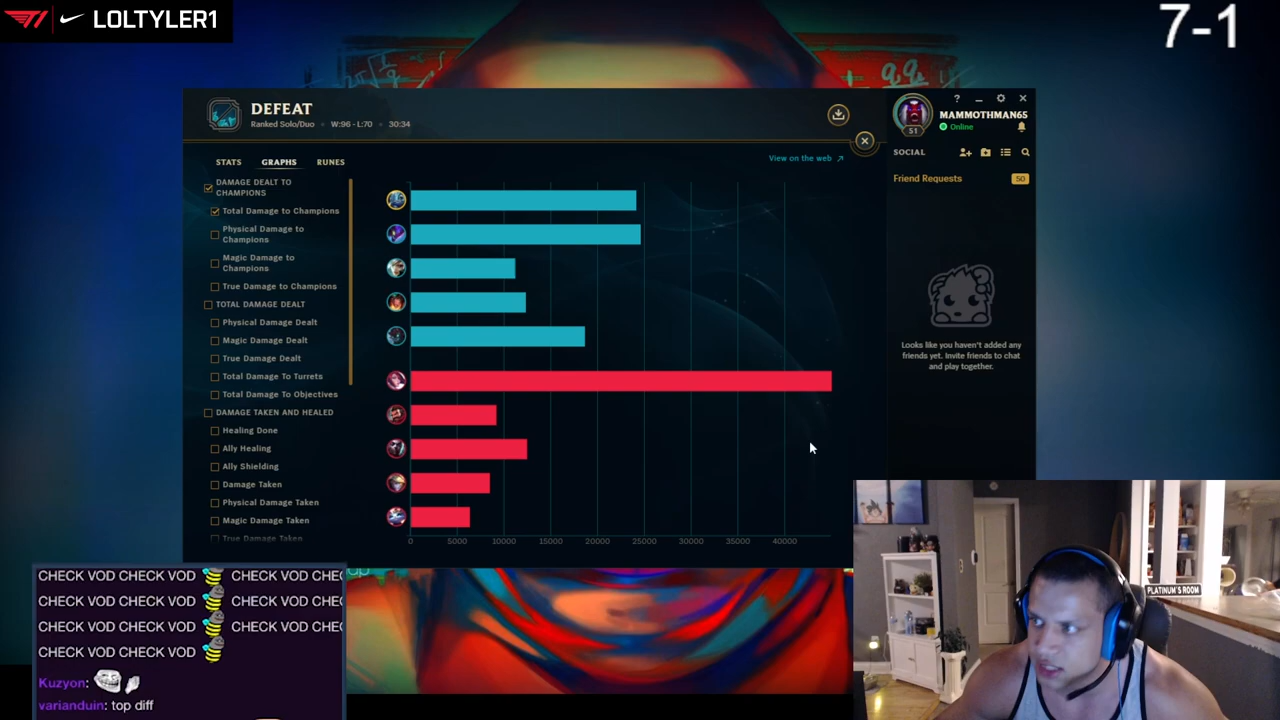 LOLTYLER1
7-1
DEFEAT
Ranked Solo/Duo • W:96 - L:70 • 30:34
51
MAMMOTHMAN65
Online
STATS GRAPHS RUNES
View on the web
SOCIAL
Friend Requests 50
DAMAGE DEALT TO
CHAMPIONS
Total Damage to Champions
Physical Damage to
Champions
Magic Damage to
Champions
True Damage to Champions
TOTAL DAMAGE DEALT
Physical Damage Dealt
Magic Damage Dealt
True Damage Dealt
Total Damage To Turrets
Total Damage To Objectives
DAMAGE TAKEN AND HEALED
Healing Done
Ally Healing
Ally Shielding
Damage Taken
Physical Damage Taken
Magic Damage Taken
True Damage Taken
0 5000 10000 15000 20000 25000 30000 35000 40000
Looks like you haven't added any
friends yet. Invite friends to chat
and play together.
CHECK VOD CHECK VOD CHECK VOD CHEC
CHECK VOD CHECK VOD CHECK VOD CHEC
CHECK VOD CHECK VOD CHECK VOD CHEC
CHECK VOD CHECK VOD
Kuzyon:
varianduin: top diff
PLATINUM'S ROOM